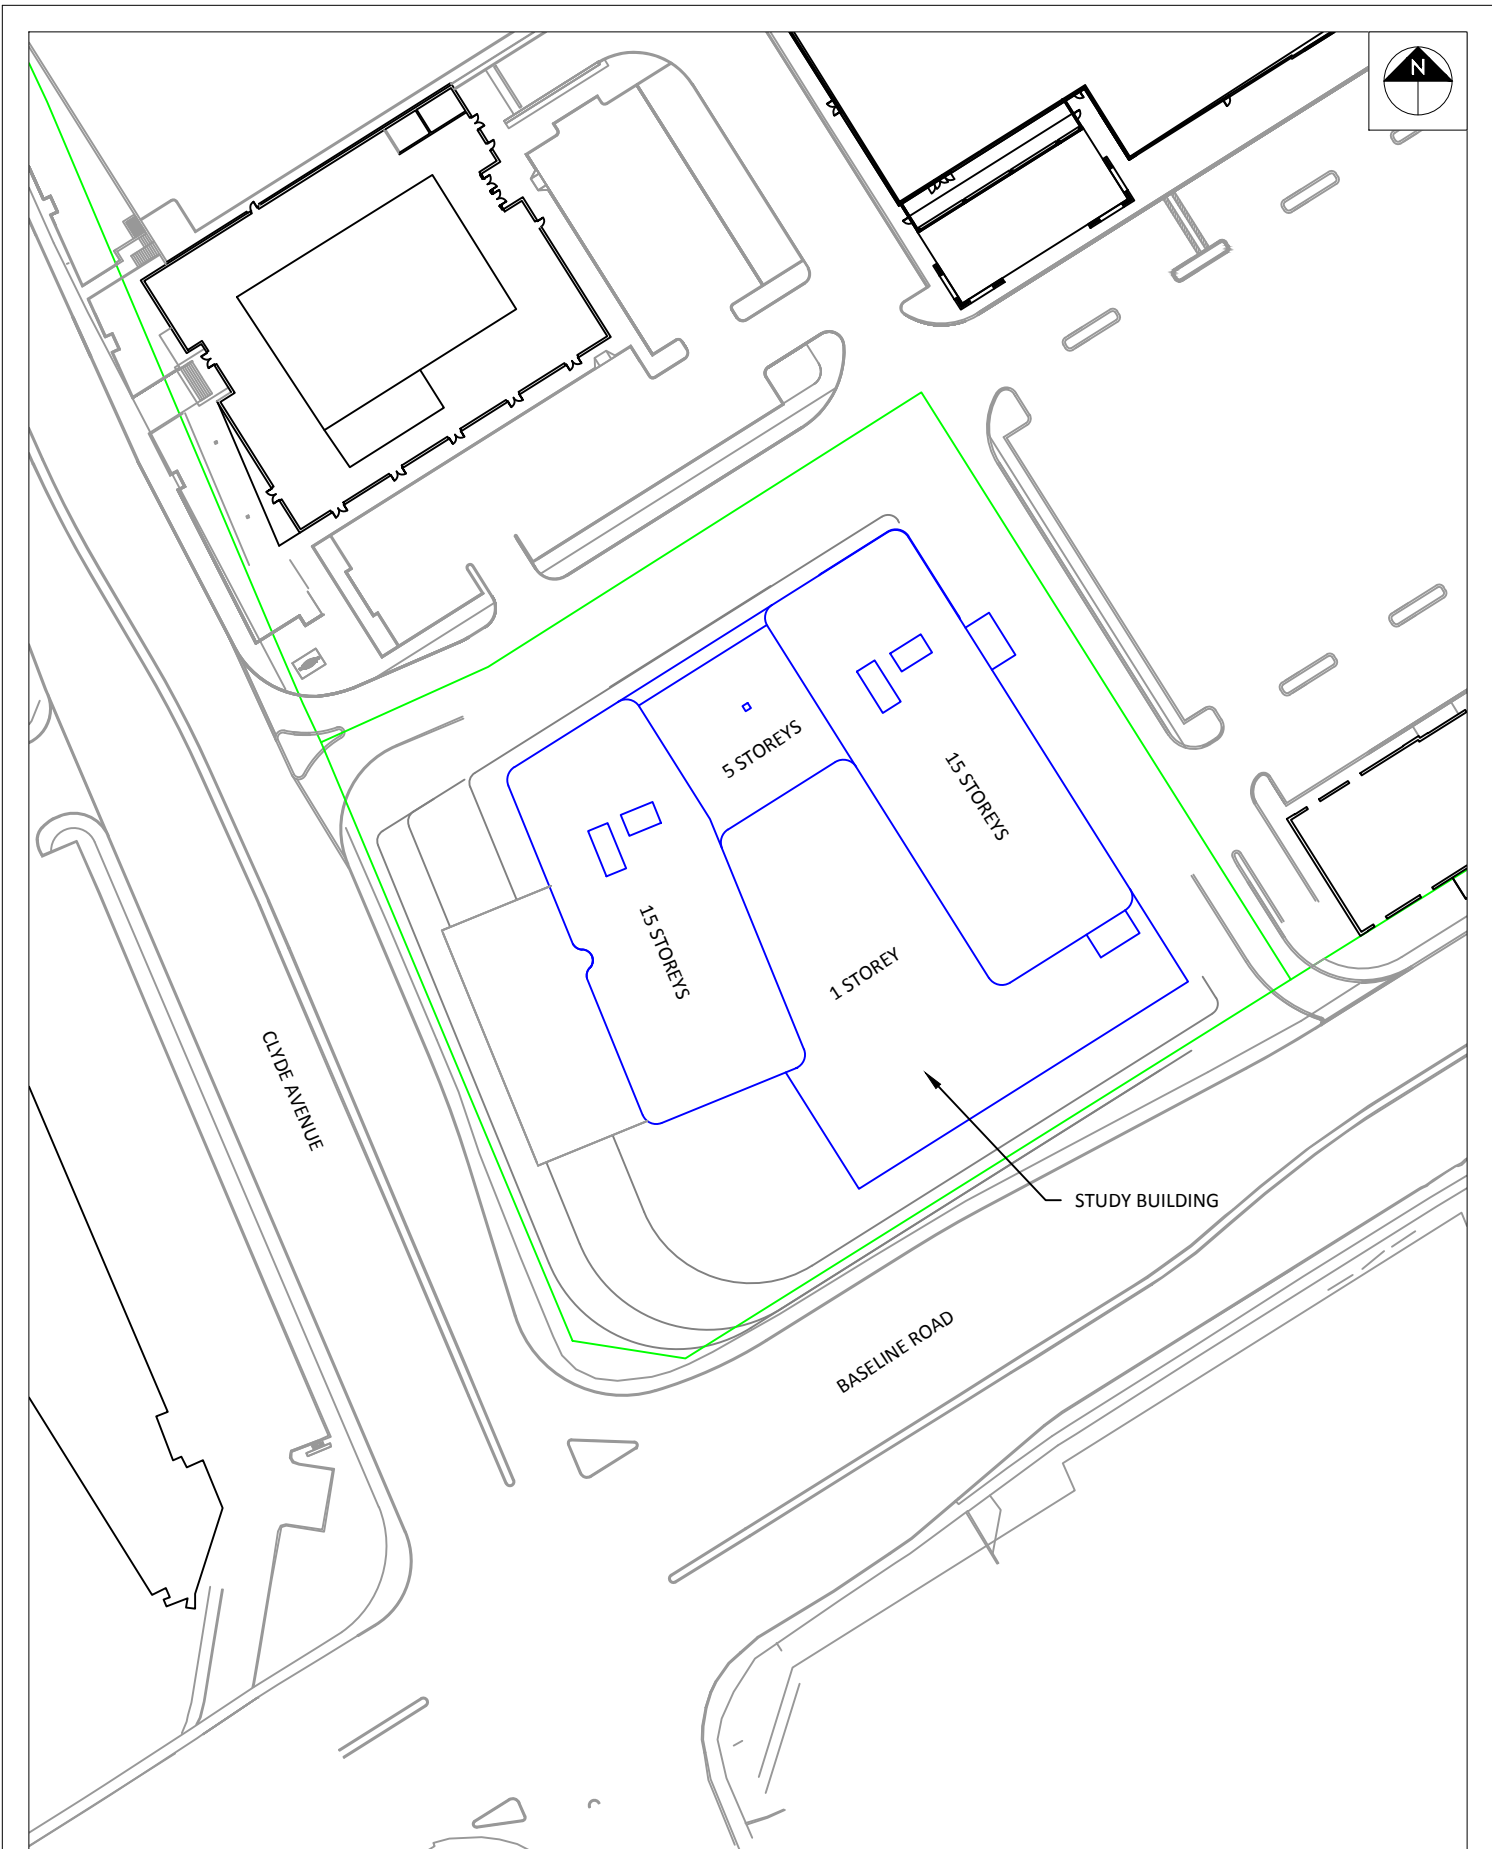 N
5 STOREYS
15 STOREYS
15 STOREYS
1 STOREY
CLYDE AVENUE
STUDY BUILDING
BASELINE ROAD